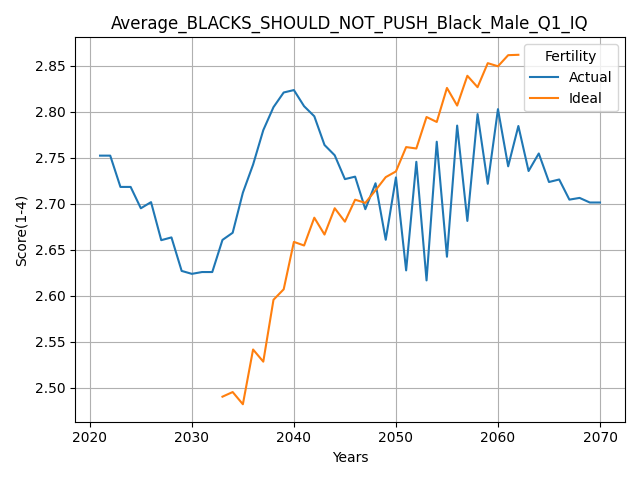 Average_BLACKS_SHOULD_NOT_PUSH_Black_Male_Q1_IQ
Fertility
Actual
Ideal
Score(1-4)
2.85
2.80
2.75
2.70
2.65
2.60
2.55
2.50
2020 2030 2040 2050 2060 2070
Years